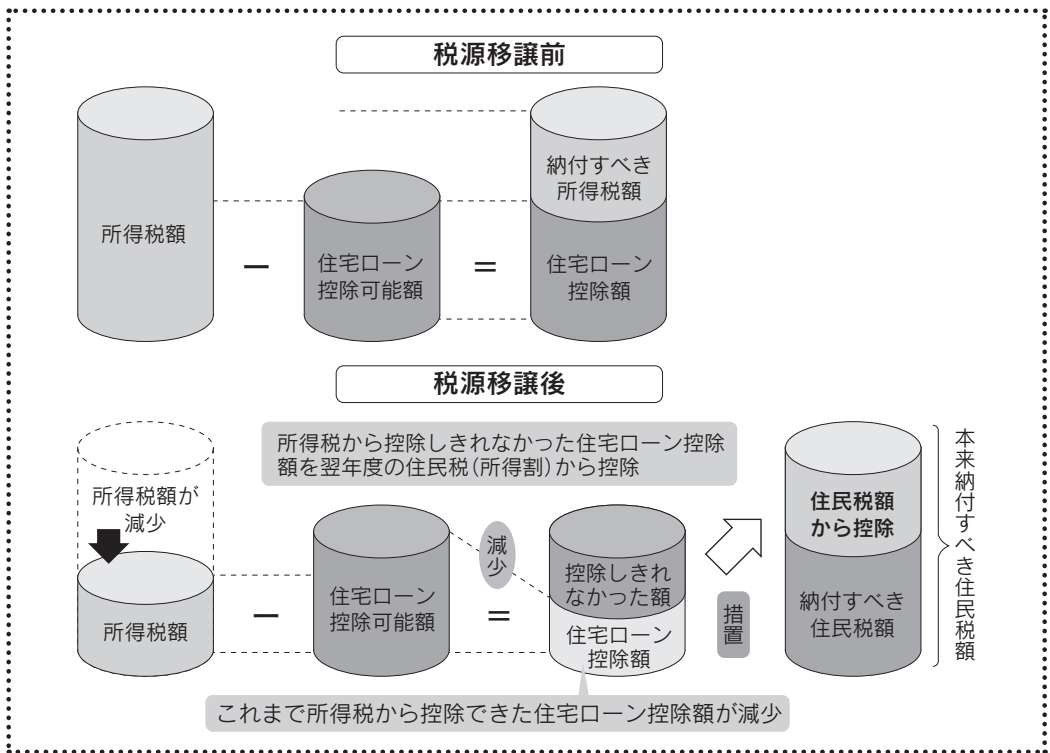 税源移譲前
所得税額
−
住宅ローン
控除可能額
=
納付すべき
所得税額
住宅ローン
控除額
税源移譲後
所得税から控除しきれなかった住宅ローン控除
額を翌年度の住民税（所得割）から控除
所得税額が
減少
所得税額
−
住宅ローン
控除可能額
減少
=
控除しきれ
なかった額
住宅ローン
控除額
措置
住民税額
から控除
納付すべき
住民税額
本来納付すべき住民税額
これまで所得税から控除できた住宅ローン控除額が減少